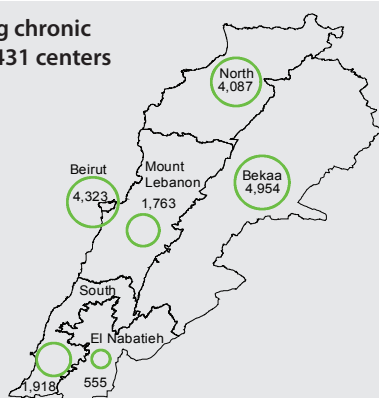 g chronic
431 centers
North
4,087
Beirut
4,323
Mount
Lebanon
1,763
Bekaa
4,954
South
El Nabatieh
1,918
555